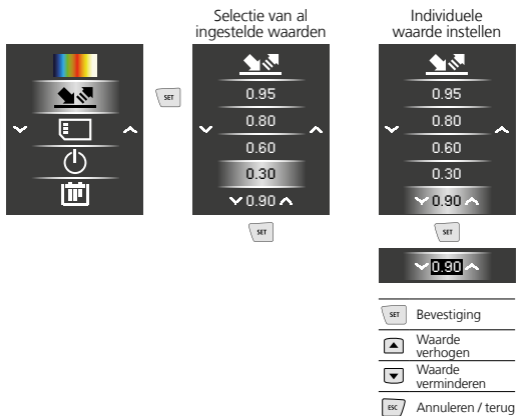 Selectie van al
ingestelde waarden
Individuele
waarde instellen
SET
0.95
0.80
0.60
0.30
0.90
SET
0.95
0.80
0.60
0.30
0.90
SET
0.90
SET Bevestiging
Waarde
verhogen
Waarde
verminderen
ESC Annuleren / terug